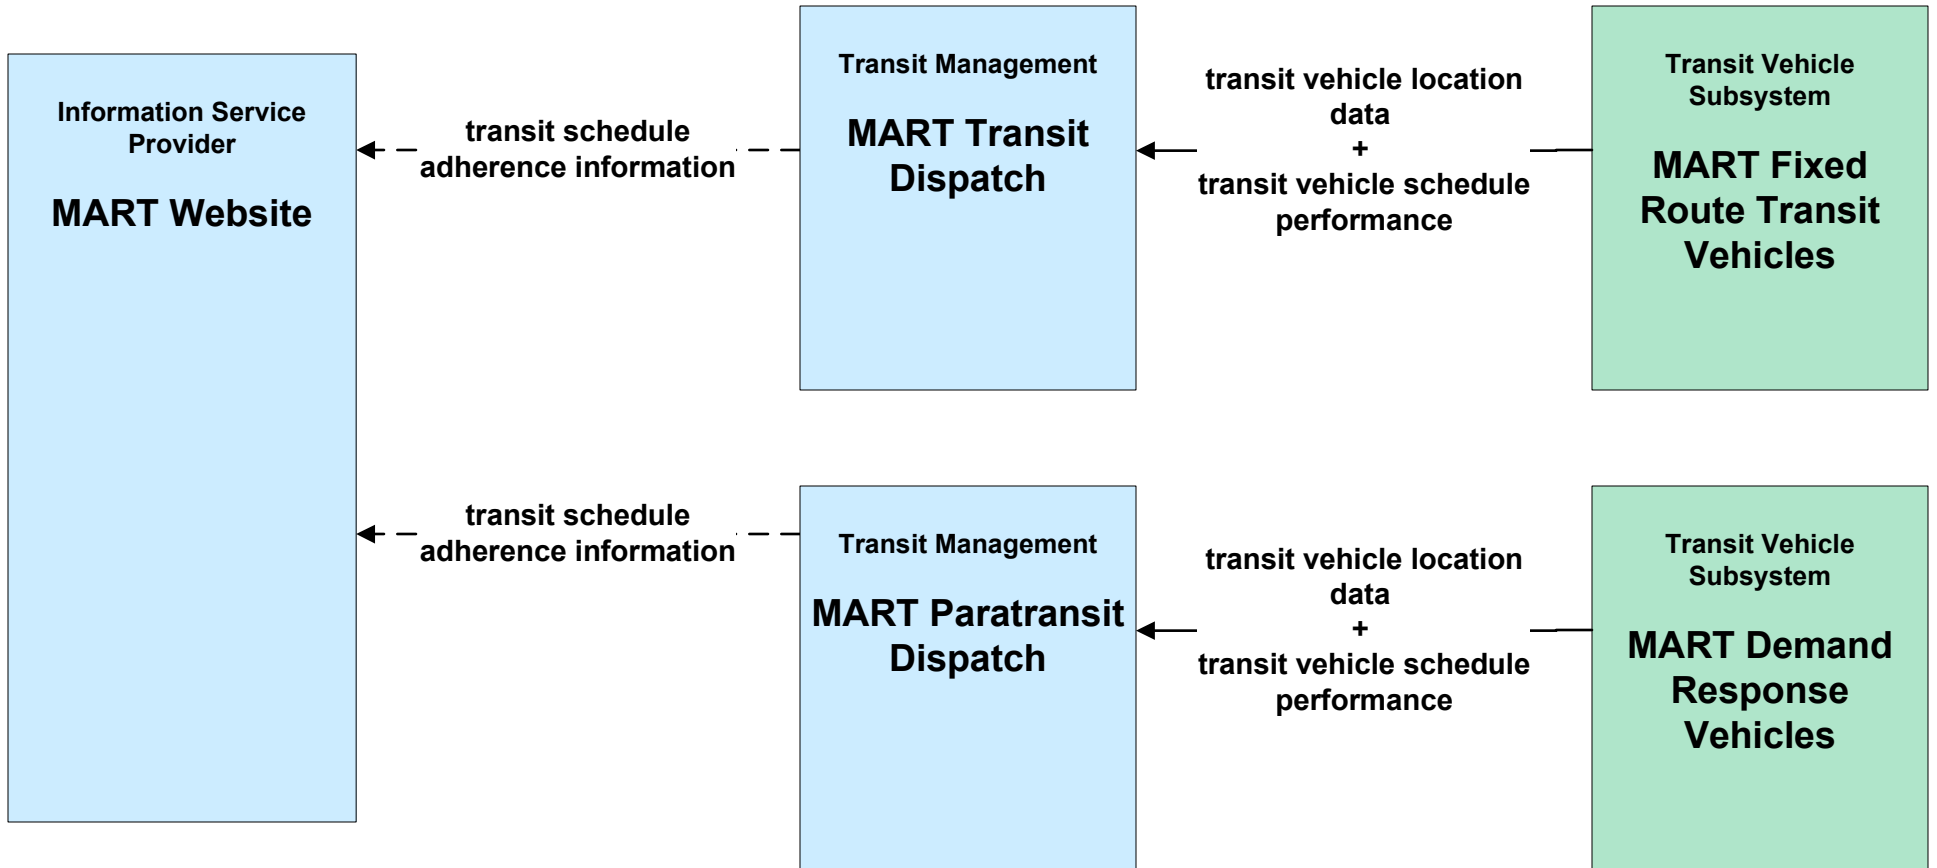 Information Service
Provider
MART Website
transit schedule
adherence information
Transit Management
MART Transit
Dispatch
transit vehicle location
data
+
transit vehicle schedule
performance
Transit Vehicle
Subsystem
MART Fixed
Route Transit
Vehicles
transit schedule
adherence information
Transit Management
MART Paratransit
Dispatch
transit vehicle location
data
+
transit vehicle schedule
performance
Transit Vehicle
Subsystem
MART Demand
Response
Vehicles